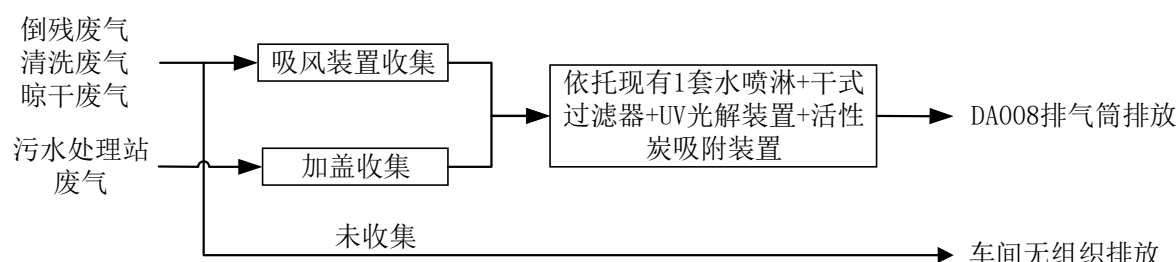 倒残废气
清洗废气
晾干废气
吸风装置收集
污水处理站
废气
加盖收集
依托现有1套水喷淋+干式
过滤器+UV光解装置+活性
炭吸附装置
DA008排气筒排放
未收集
车间无组织排放